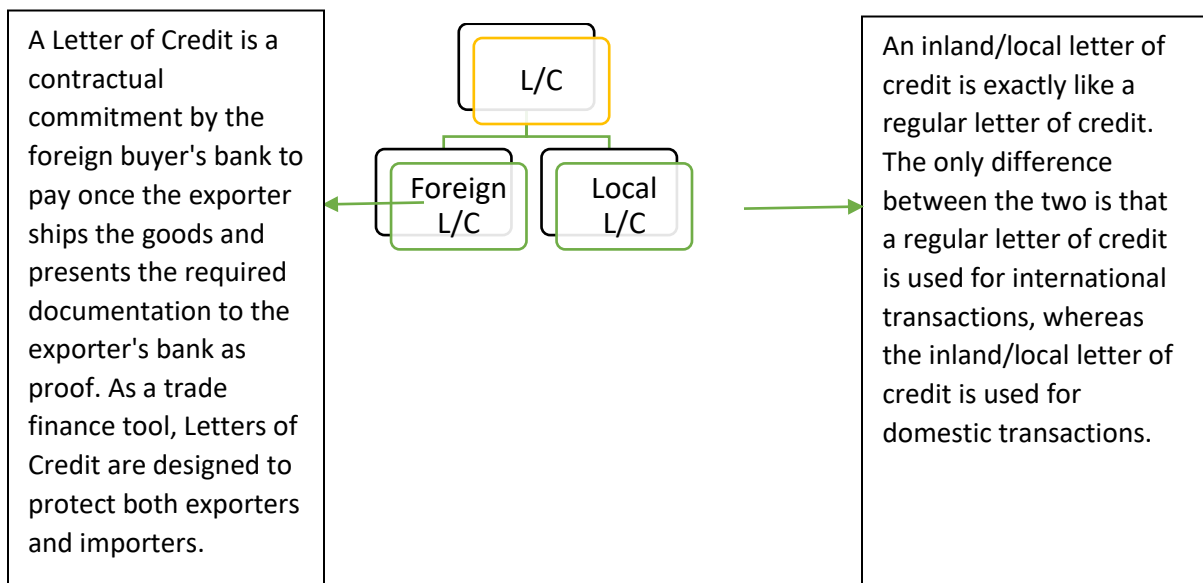 A Letter of Credit is a
contractual
commitment by the
foreign buyer's bank to
pay once the exporter
ships the goods and
presents the required
documentation to the
exporter's bank as
proof. As a trade
finance tool, Letters of
Credit are designed to
protect both exporters
and importers.
L/C
Foreign
L/C
Local
L/C
An inland/local letter of
credit is exactly like a
regular letter of credit.
The only difference
between the two is that
a regular letter of credit
is used for international
transactions, whereas
the inland/local letter of
credit is used for
domestic transactions.